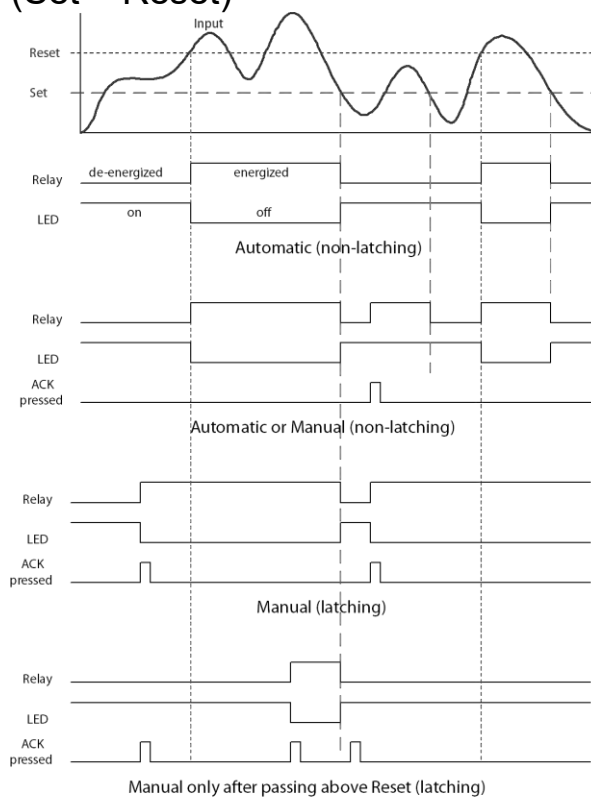 Input
Reset
Set
Relay de-energized energized
LED on off
Automatic (non-latching)
Relay
LED
ACK
pressed
Automatic or Manual (non-latching)
Relay
LED
ACK
pressed
Manual (latching)
Relay
LED
ACK
pressed
Manual only after passing above Reset (latching)